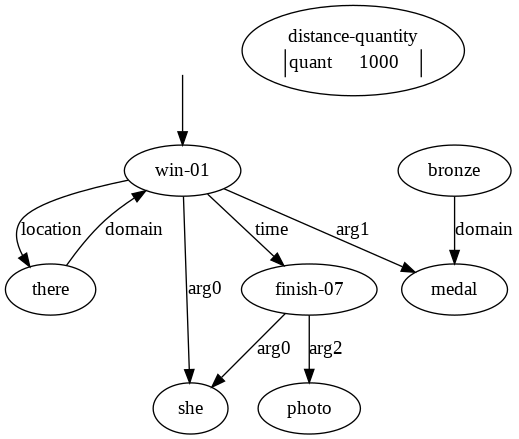 distance-quantity
quant 1000
win-01
bronze
location
domain
time
arg1
domain
there
arg0
finish-07
medal
arg0
arg2
she
photo